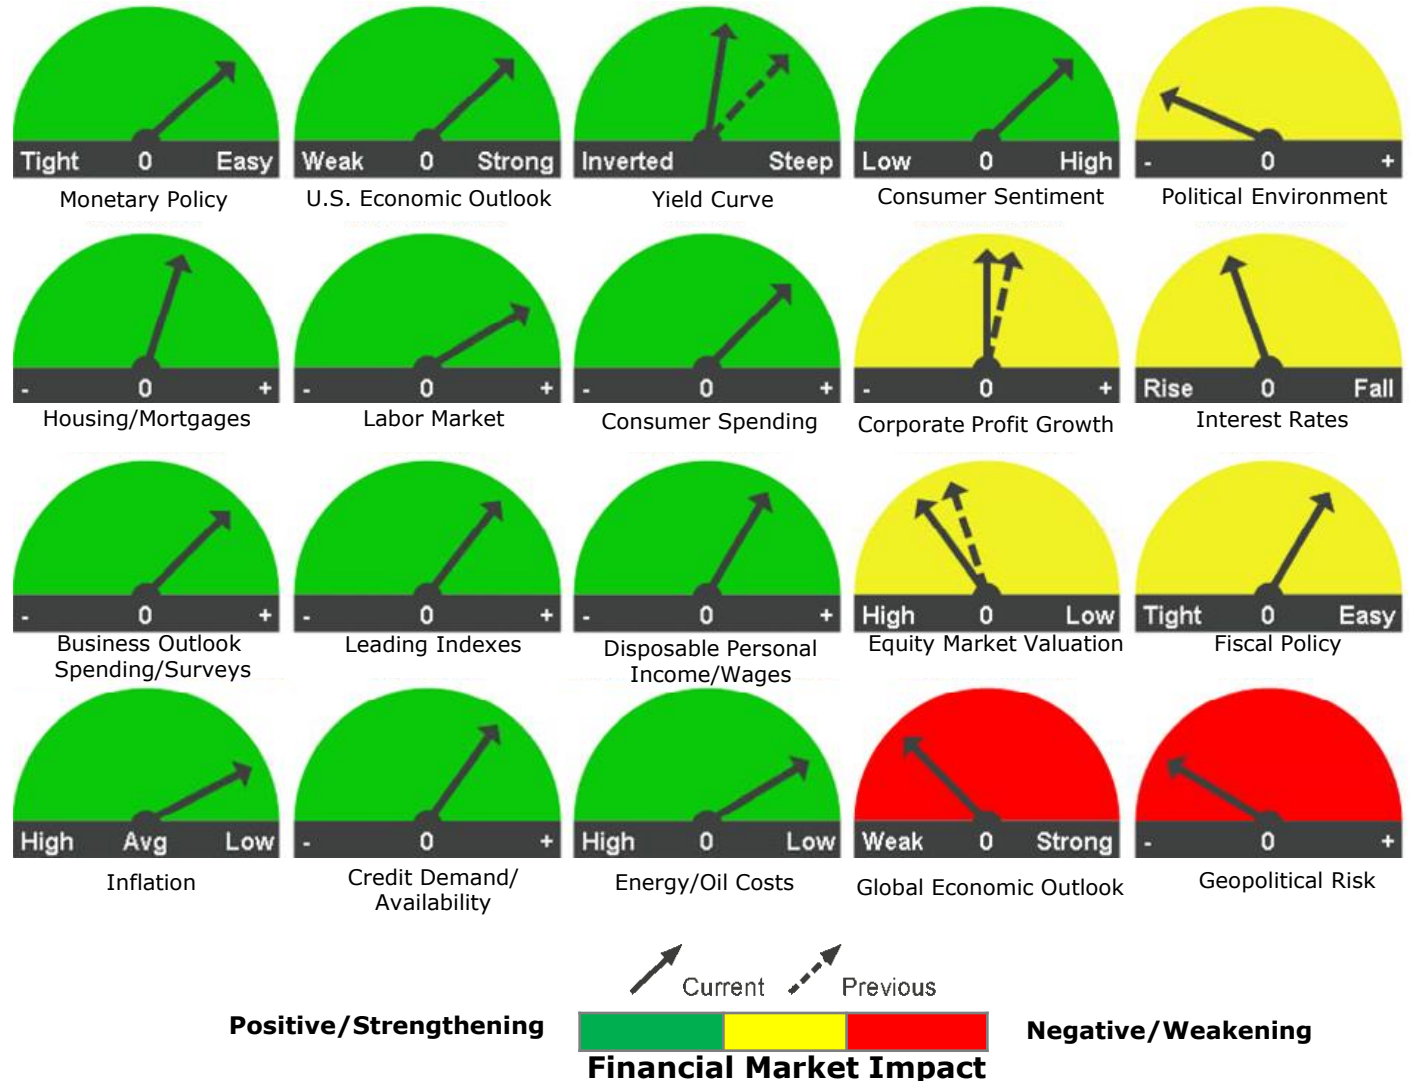 Tight 0 Easy
Monetary Policy
Weak 0 Strong
U.S. Economic Outlook
Inverted Steep
Yield Curve
Low 0 High
Consumer Sentiment
- 0 +
Political Environment
- 0 +
Housing/Mortgages
- 0 +
Labor Market
- 0 +
Consumer Spending
- 0 +
Corporate Profit Growth
Rise 0 Fall
Interest Rates
- 0 +
Business Outlook
Spending/Surveys
- 0 +
Leading Indexes
- 0 +
Disposable Personal
Income/Wages
High 0 Low
Equity Market Valuation
Tight 0 Easy
Fiscal Policy
High Avg Low
Inflation
- 0 +
Credit Demand/
Availability
High 0 Low
Energy/Oil Costs
Weak 0 Strong
Global Economic Outlook
- 0 +
Geopolitical Risk
Current Previous
Positive/Strengthening Negative/Weakening
Financial Market Impact